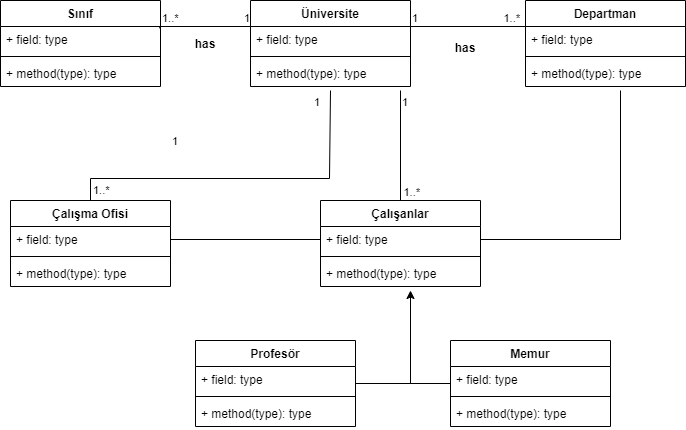 Sınıf
+ field: type
+ method(type): type
1..*
1
has
Üniversite
+ field: type
+ method(type): type
1
1..*
has
Departman
+ field: type
+ method(type): type
1
1
1
1..*
1..*
Çalışma Ofisi
+ field: type
+ method(type): type
Çalışanlar
+ field: type
+ method(type): type
Profesör
+ field: type
+ method(type): type
Memur
+ field: type
+ method(type): type